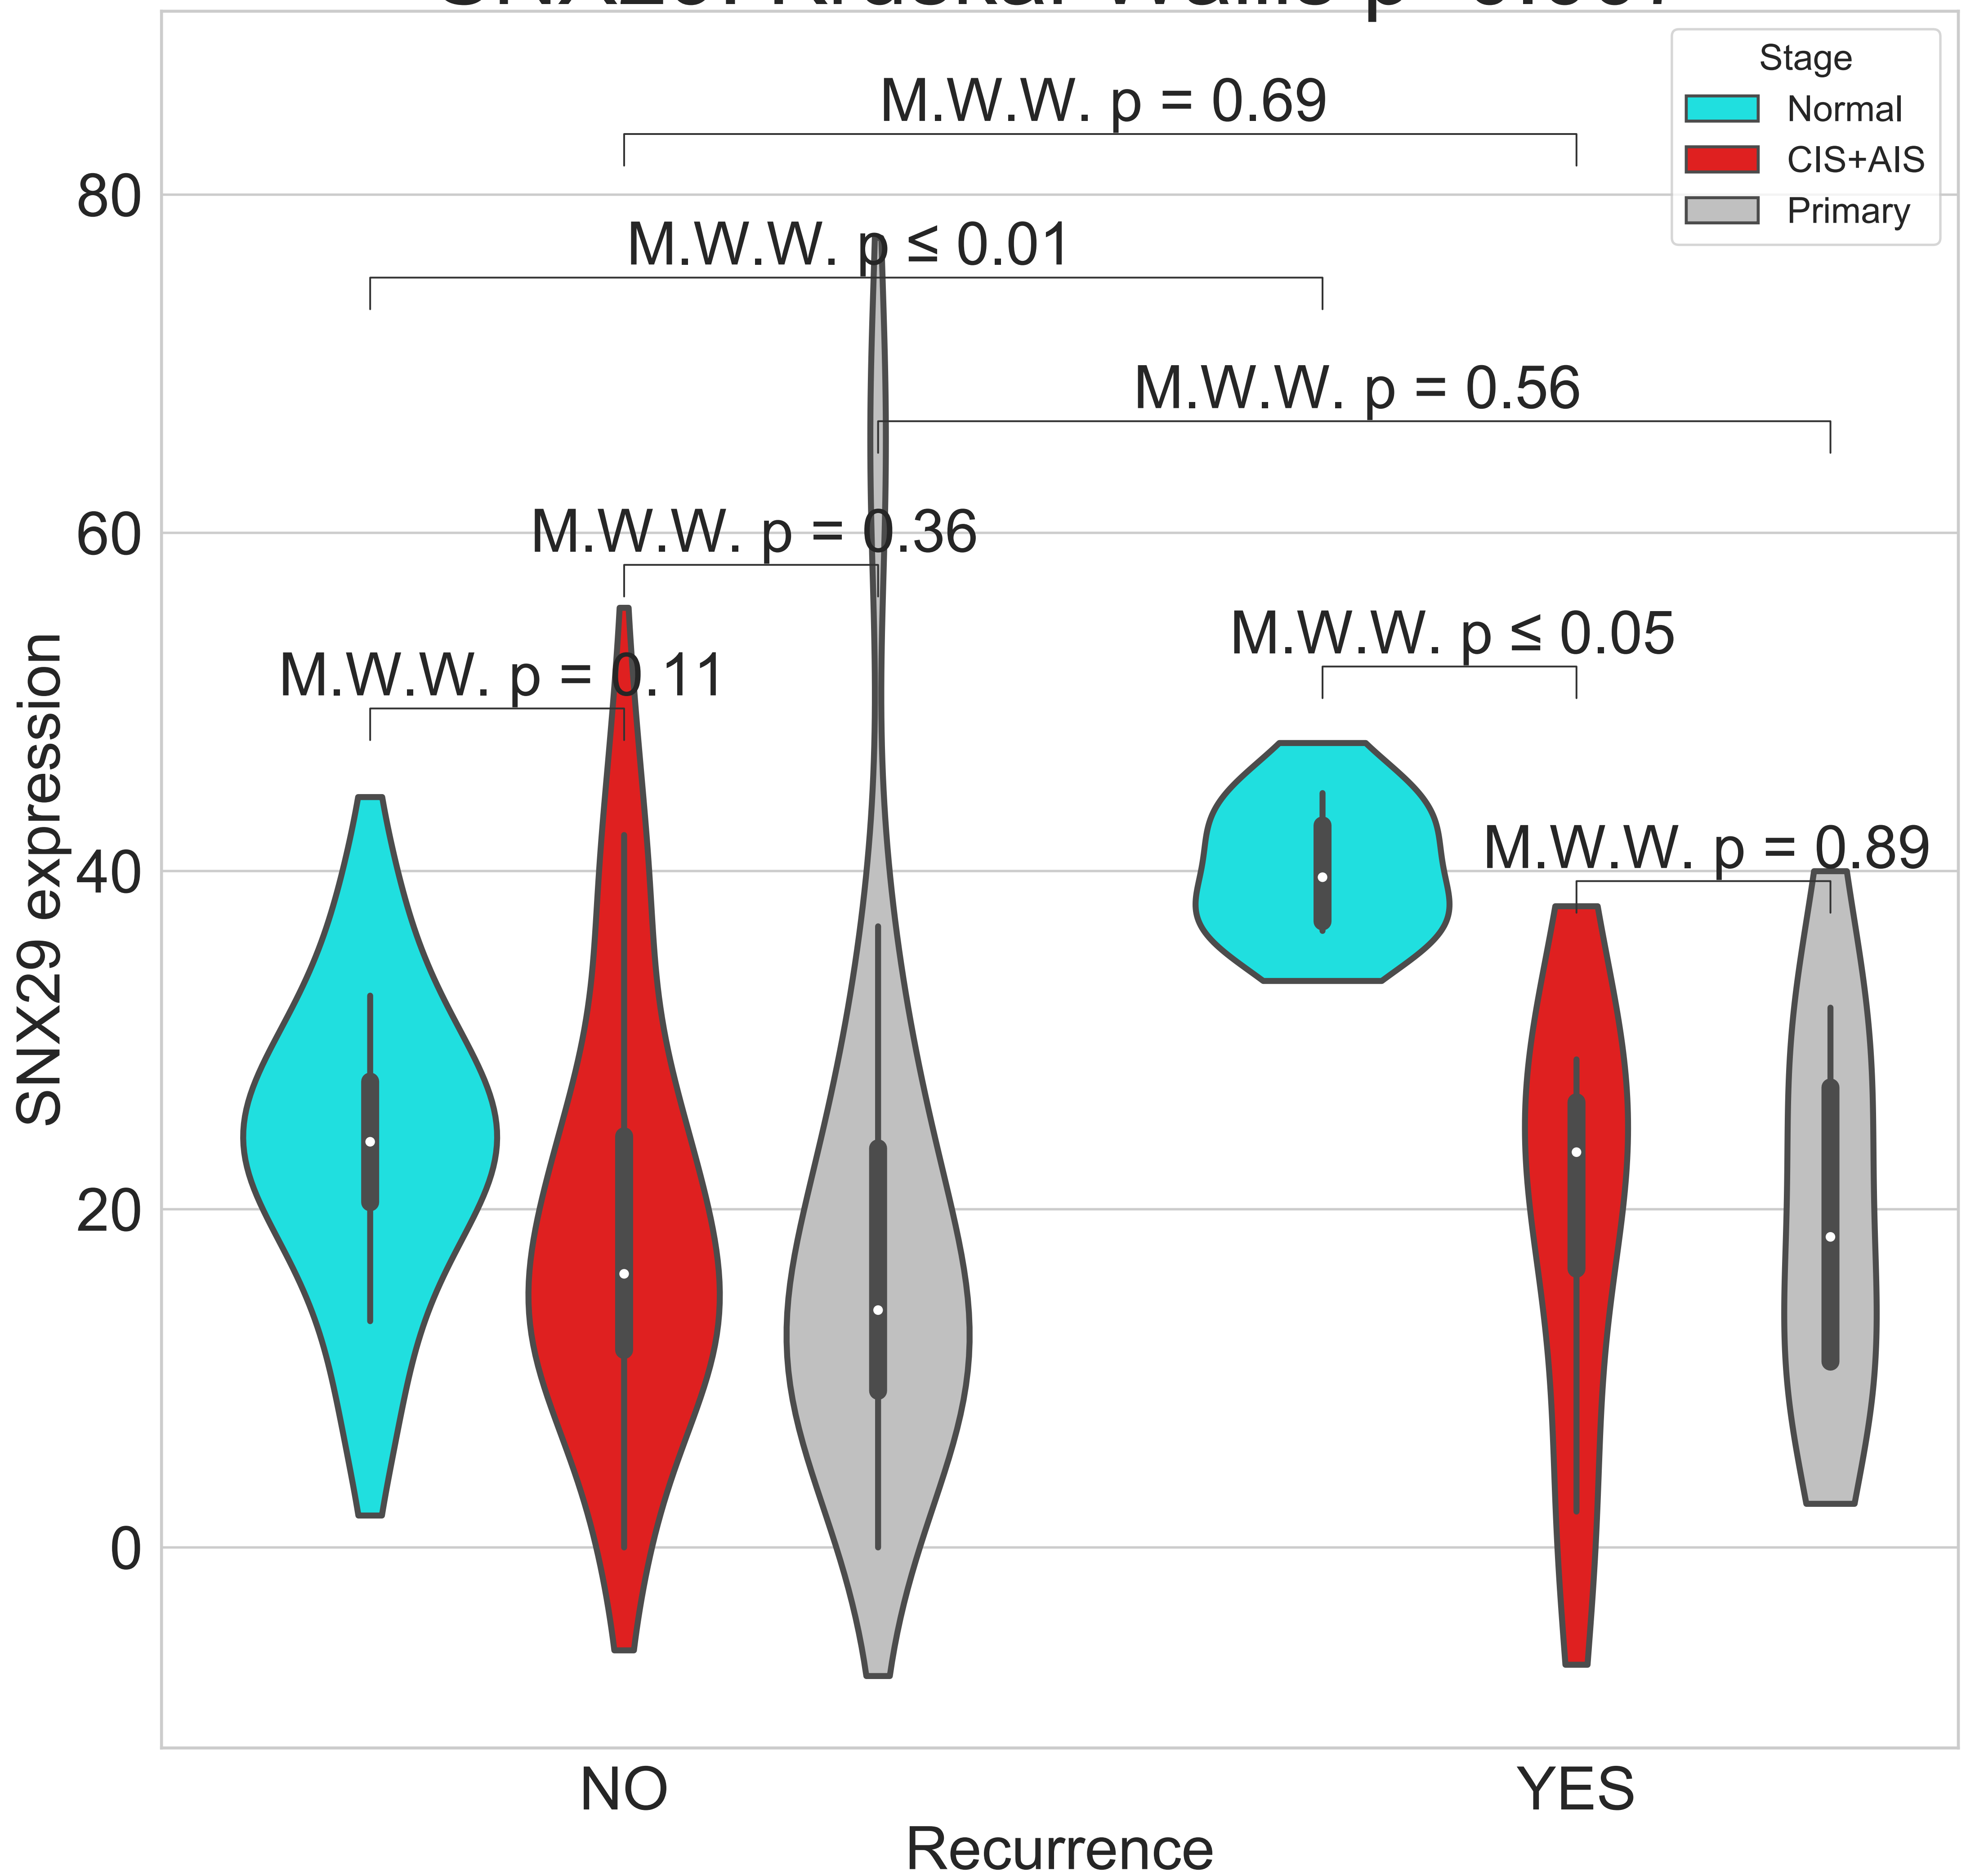 Stage
Normal
CIS+AIS
Primary
M.W.W. p = 0.69
M.W.W. p ≤ 0.01
M.W.W. p = 0.56
M.W.W. p = 0.36
M.W.W. p ≤ 0.05
M.W.W. p = 0.11
M.W.W. p = 0.89
SNX29 expression
80
60
40
20
0
NO
YES
Recurrence